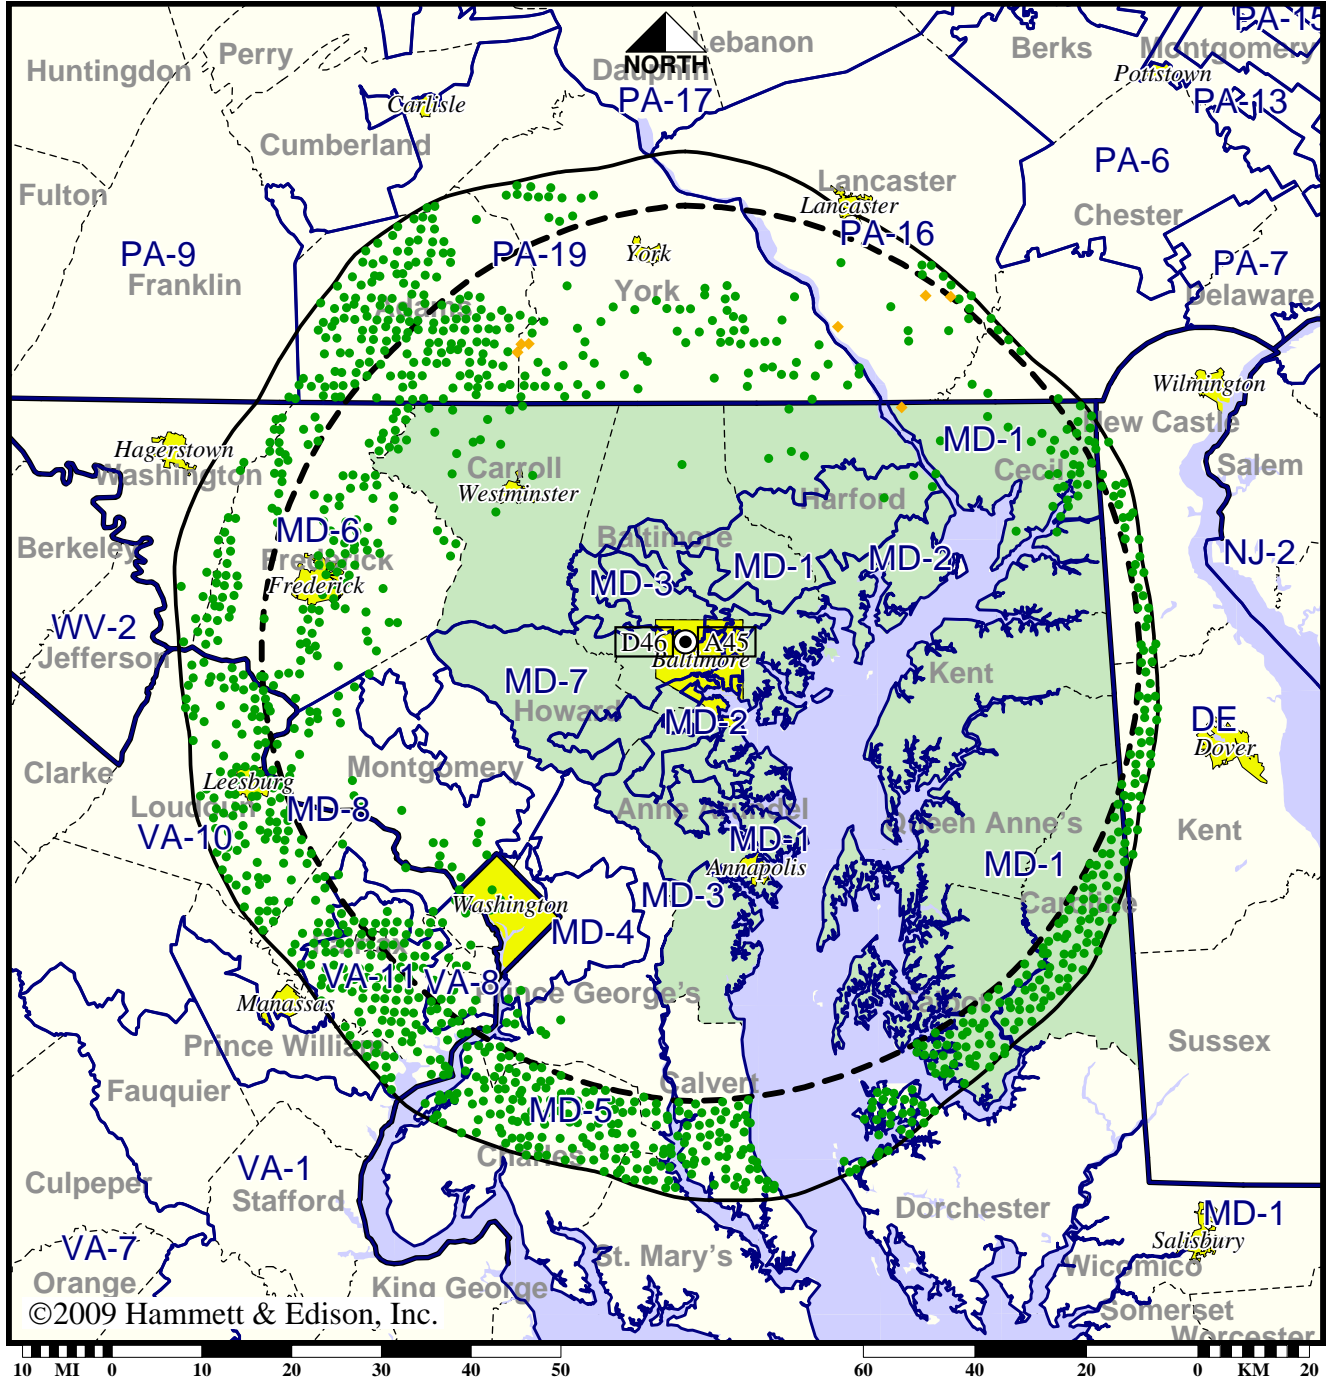 PA-15
Perry
Lebanon
Berks
Montgomery
Huntingdon
NORTH
Dauphin
Pottstown
PA-17
PA-13
Carlisle
Cumberland
PA-6
Fulton
Lancaster
Lancaster
Chester
PA-16
PA-9
PA-19
York
PA-7
Franklin
York
Delaware
Adams
Wilmington
New Castle
Hagerstown
Washington
MD-1
Carroll
Cecil
Salem
Westminster
Harford
MD-6
Baltimore
Berkeley
Frederick
Frederick
MD-3
MD-1
MD-2
NJ-2
WV-2
Jefferson
D46
A45
Baltimore
Kent
MD-7
Howard
MD-2
DE
Dover
Clarke
Montgomery
Leesburg
Loudoun
MD-8
Anne Arundel
Queen Anne's
Kent
VA-10
MD-1
Annapolis
MD-1
Washington
MD-3
Caroline
MD-4
Fairfax
VA-11
VA-8
Prince George's
Talbot
Manassas
Prince William
Sussex
Fauquier
Calvert
MD-5
Charles
VA-1
Culpeper
Stafford
Dorchester
MD-1
VA-7
St. Mary's
Salisbury
Wicomico
Orange
King George
Somerset
©2009 Hammett & Edison, Inc.
Worcester
10 MI 0 10 20 30 40 50 60 40 20 0 KM 20